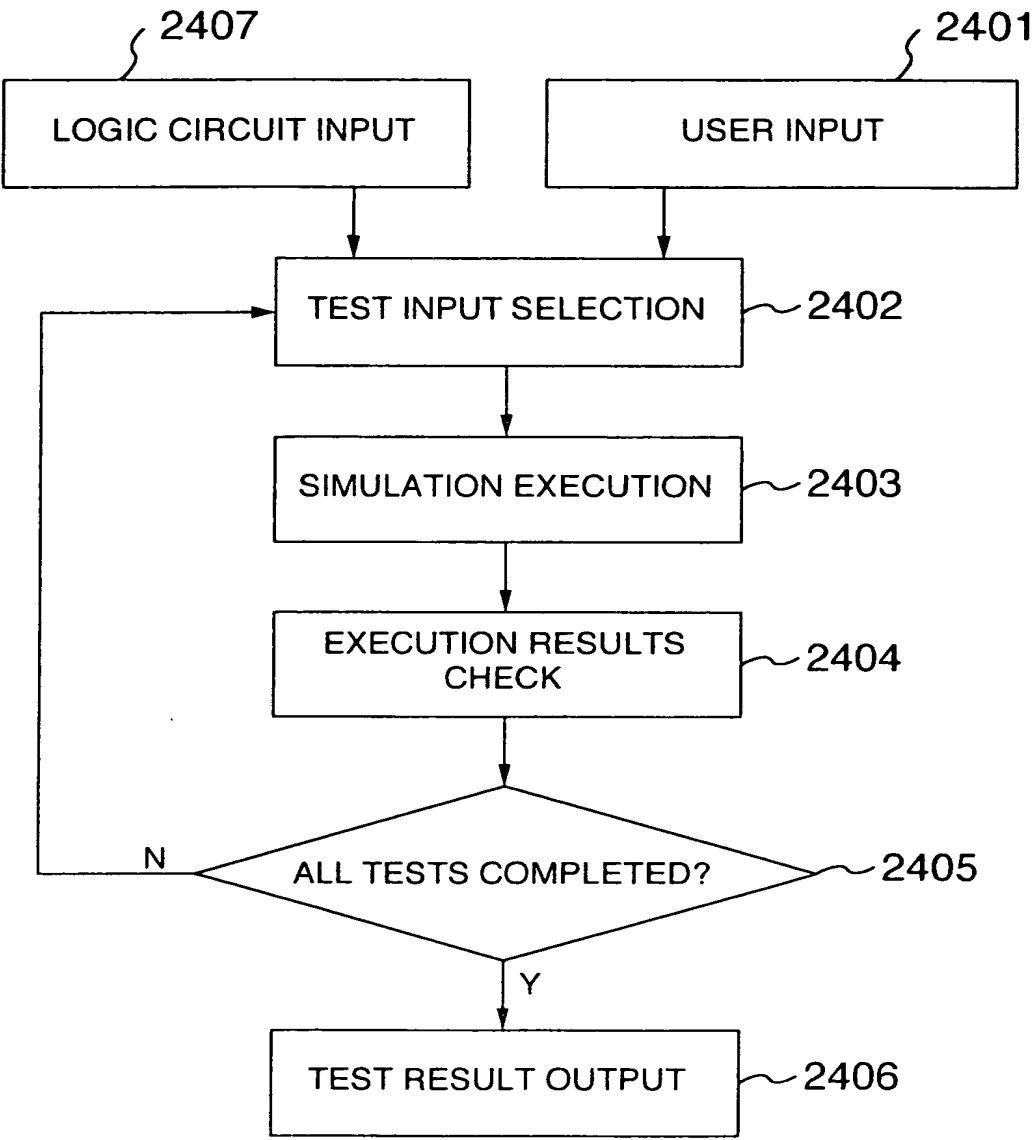 2407
2401
LOGIC CIRCUIT INPUT
USER INPUT
TEST INPUT SELECTION
2402
SIMULATION EXECUTION
2403
EXECUTION RESULTS
CHECK
2404
N
ALL TESTS COMPLETED?
2405
Y
TEST RESULT OUTPUT
2406